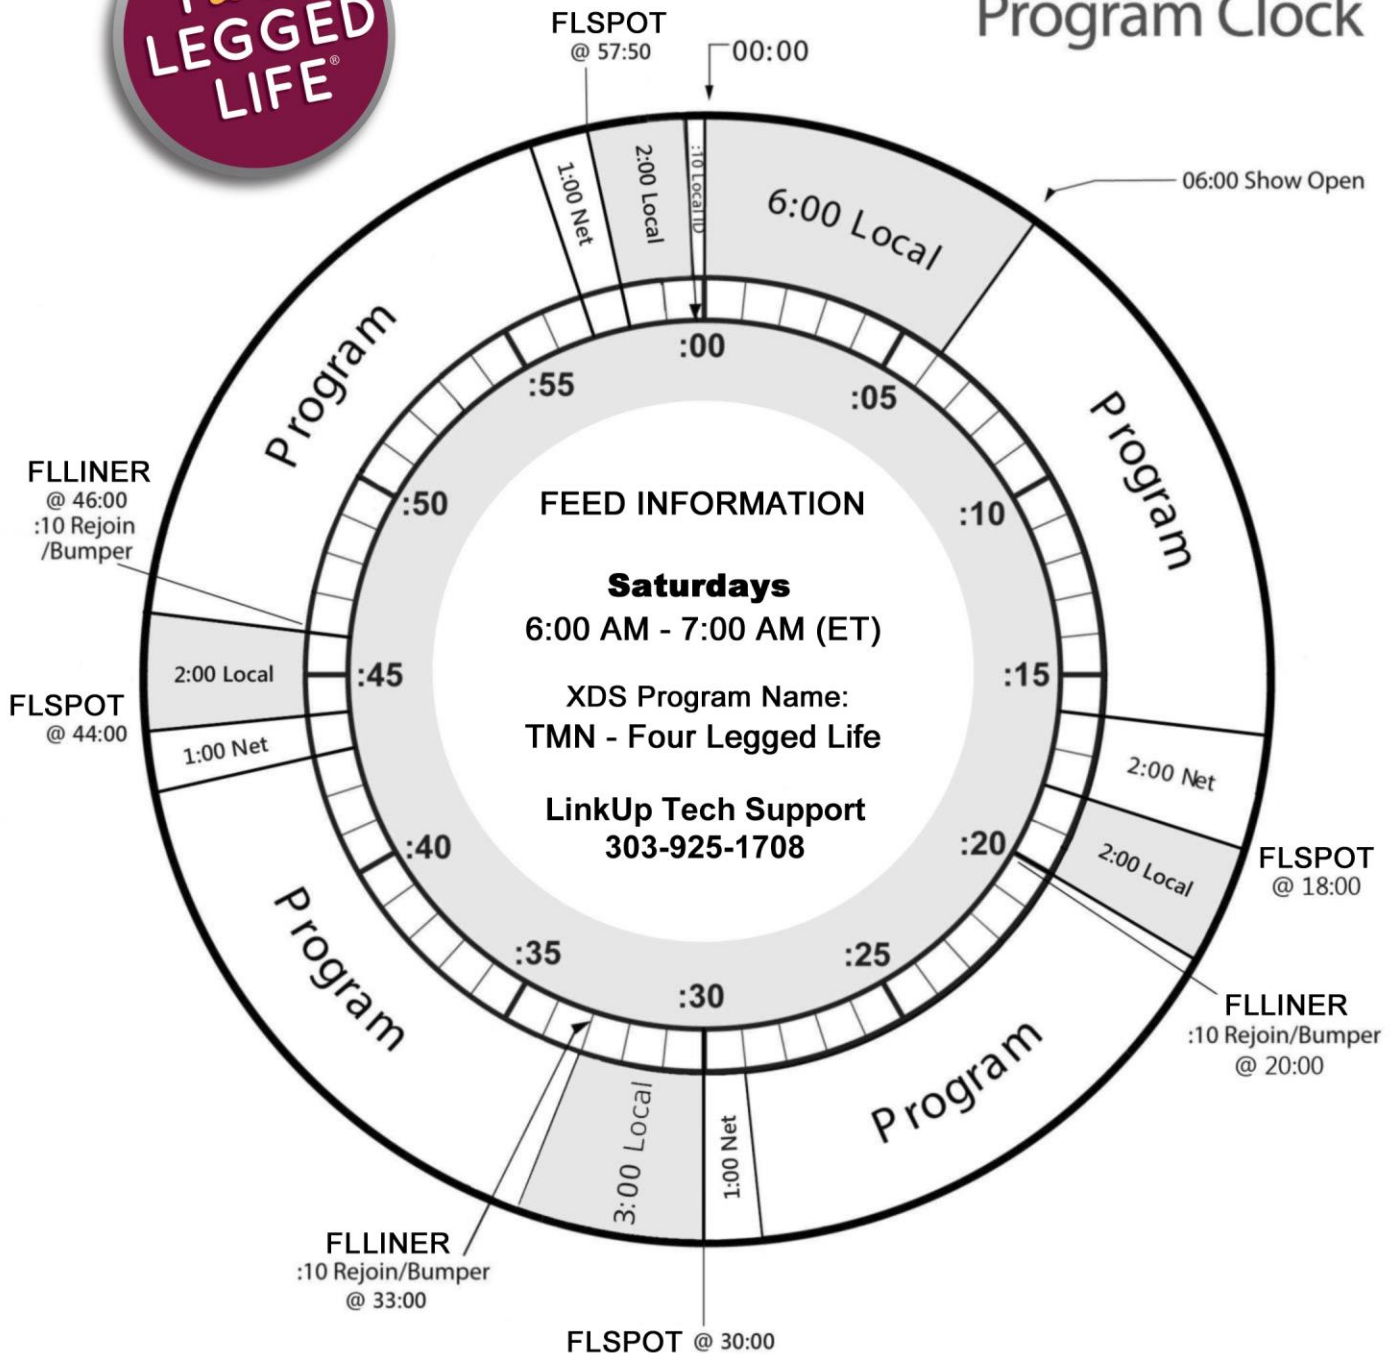 LEGGED
LIFE®
Program Clock
FLSPOT
@ 57:50
00:00
06:00 Show Open
1:00 Net
2:00 Local
:10 Local ID
6:00 Local
Program
Program
:00
:05
:10
:15
:20
:25
:30
:35
:40
:45
:50
:55
FEED INFORMATION
Saturdays
6:00 AM - 7:00 AM (ET)
XDS Program Name:
TMN - Four Legged Life
LinkUp Tech Support
303-925-1708
FLLINER
@ 46:00
:10 Rejoin
/Bumper
2:00 Local
FLSPOT
@ 44:00
1:00 Net
2:00 Net
2:00 Local
FLSPOT
@ 18:00
FLLINER
:10 Rejoin/Bumper
@ 20:00
Program
Program
3:00 Local
1:00 Net
FLLINER
:10 Rejoin/Bumper
@ 33:00
FLSPOT @ 30:00